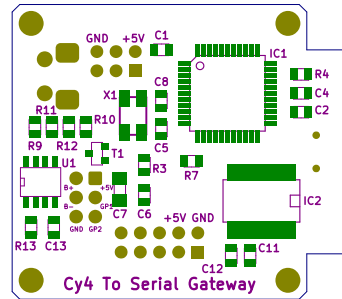 GND +5V C1
IC1
R4
C8
X1
C4
R11
C2
R10
C5
R9 R12
T1
U1
R3
R7
B+ +5V
B- GP1
IC2
C7 C6
+5V GND
GND GP2
R13 C13
C11
C12
Cy4 To Serial Gateway